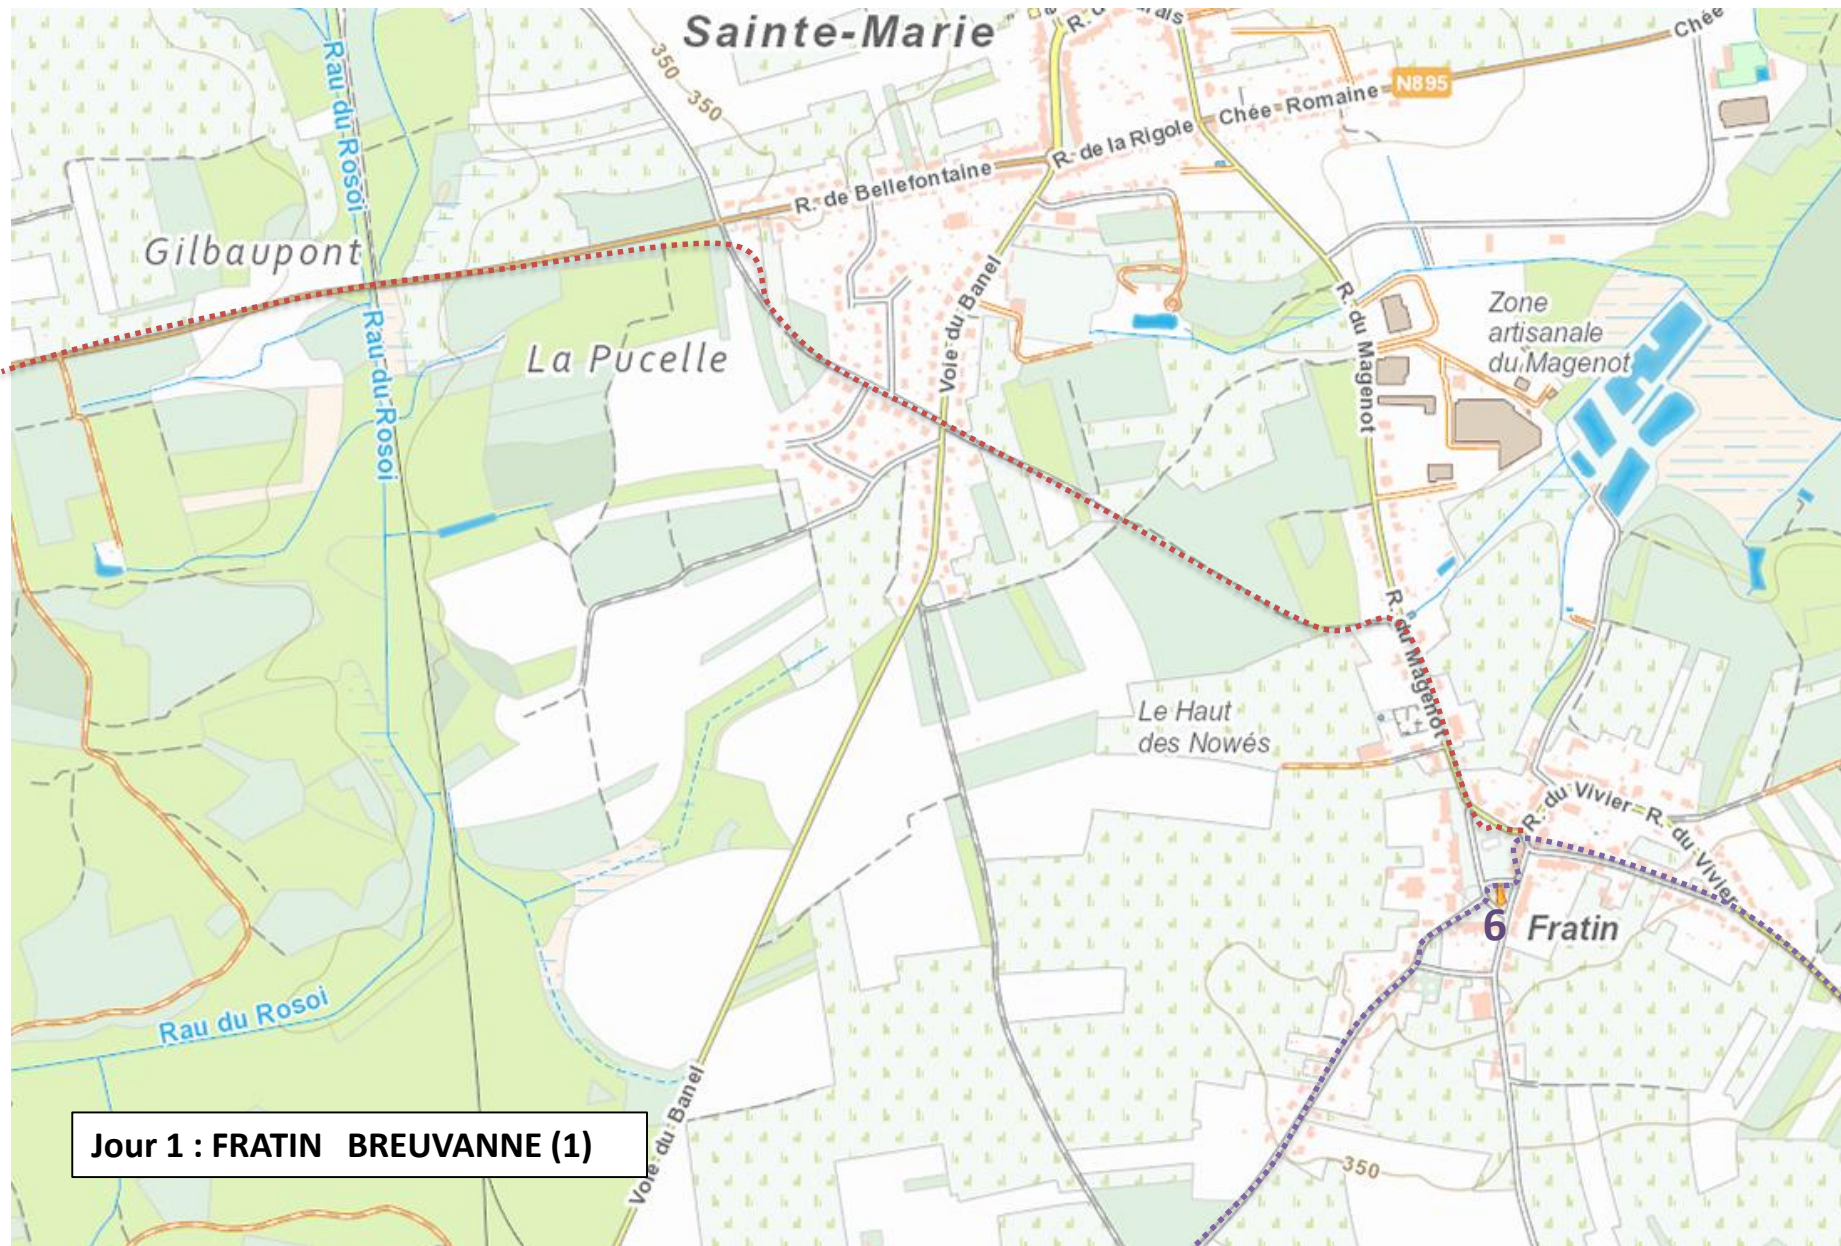 Sainte-Marie
Chée
N895
Chée Romaine
R. de la Rigole
R. de Bellefontaine
350
350
Rau du Rosoi
Gilbaupont
La Pucelle
Rau du Rosoi
Voie du Banel
R. du Magenot
Zone
artisanale
du Magenot
R. du Magenot
Le Haut
des Nowés
R. du Vivier
R. du Vivier
6
Fratin
Rau du Rosoi
Voie du Banel
350
Jour 1 : FRATIN BREUVANNE (1)